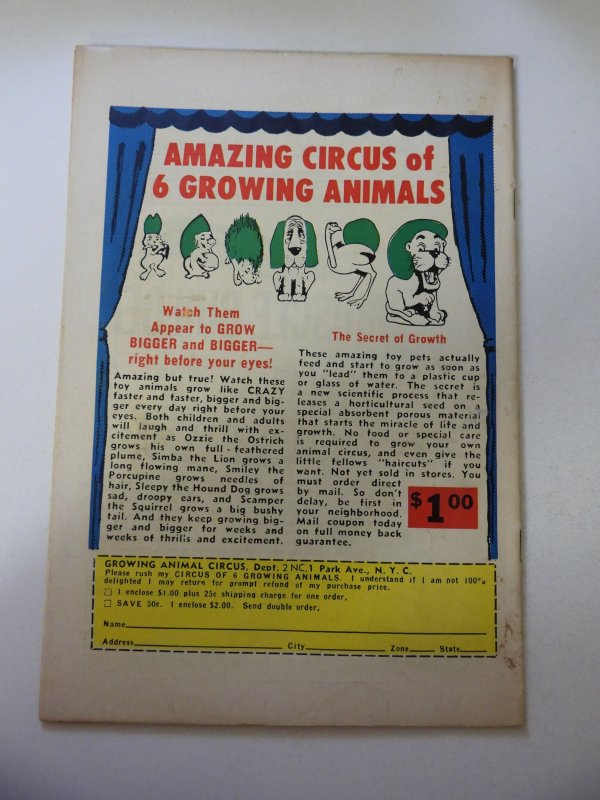 AMAZING CIRCUS of
6 GROWING ANIMALS
Watch Them
Appear to GROW
BIGGER and BIGGER—
right before your eyes!
Amazing but true! Watch these
toy animals grow like CRAZY
faster and faster, bigger and big-
ger every day right before your
eyes. Both children and adults
will laugh and thrill with ex-
citement as Ozzie the Ostrich
grows his own full - feathered
plume, Simba the Lion grows a
long flowing mane, Smiley the
Porcupine grows needles of
hair, Sleepy the Hound Dog grows
sad, droopy ears, and Scamper
the Squirrel grows a big bushy
tail. And they keep growing big-
ger and bigger for weeks and
weeks of thrills and excitement.
The Secret of Growth
These amazing toy pets actually
feed and start to grow as soon as
you "lead" them to a plastic cup
or glass of water. The secret is
a new scientific process that re-
leases a horticultural seed on a
special absorbent porous material
that starts the miracle of life and
growth. No food or special care
is required to grow your own
animal circus, and even give the
little fellows "haircuts" if you
want. Not yet sold in stores. You
must order direct
by mail. So don't
delay, be first in
your neighborhood.
Mail coupon today
on full money back
guarantee.
$1.00
GROWING ANIMAL CIRCUS, Dept. 2 NC, 1 Park Ave., N. Y. C.
Please rush my CIRCUS OF 6 GROWING ANIMALS. I understand if I am not 100%
delighted I may return for prompt refund of my purchase price.
I enclose $1.00 plus 25c shipping charge for one order.
SAVE 50c. I enclose $2.00. Send double order.
Name
Address City Zone State